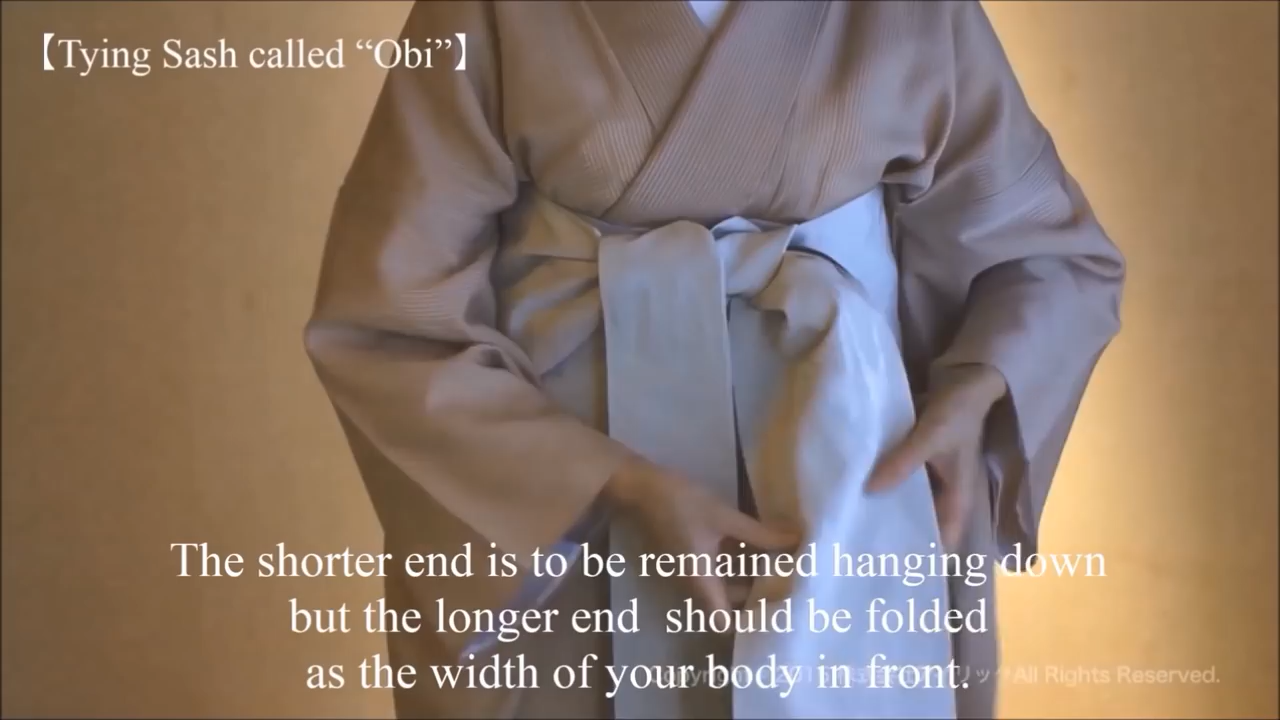 【Tying Sash called “Obi”】
The shorter end is to be remained hanging down
but the longer end should be folded
as the width of your body in front.
All Rights Reserved.